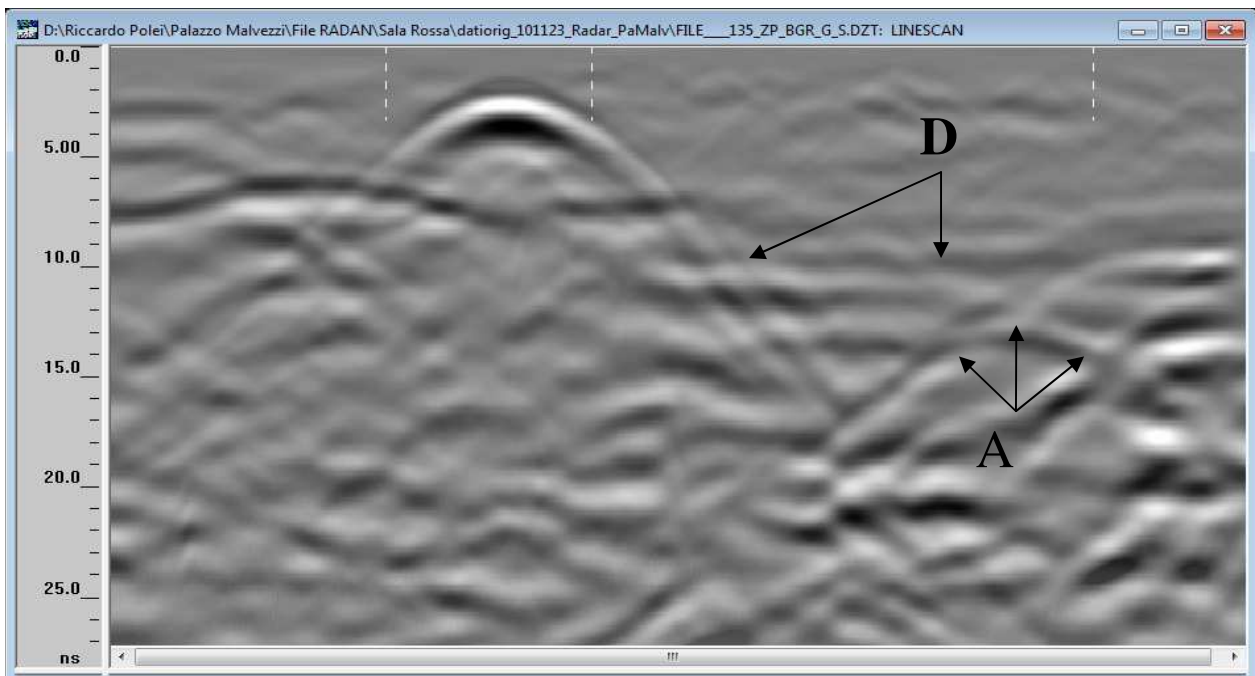 D:\Riccardo Polei\Palazzo Malvezzi\File RADAN\Sala Rossa\datiorig_101123_Radar_PaMalv\FILE___135_ZP_BGR_G_S.DZT: LINESCAN
0.0
5.00
10.0
15.0
20.0
25.0
ns
D
A